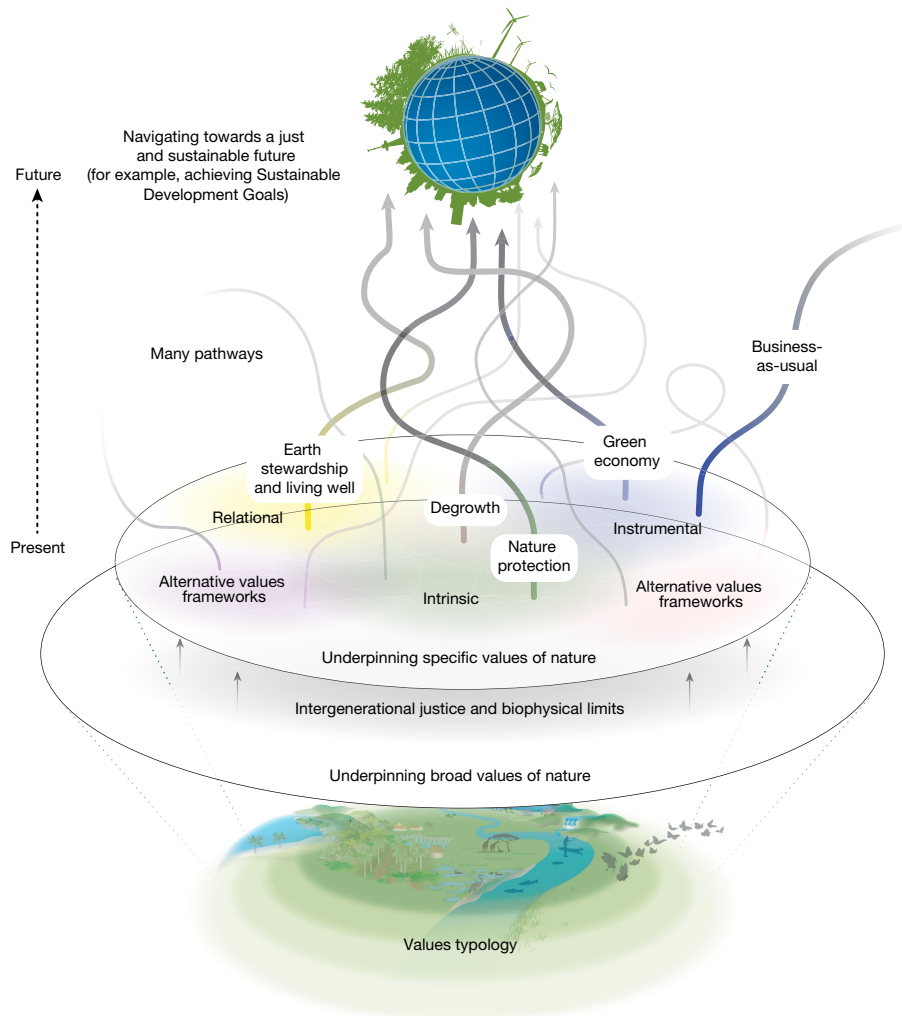 Navigating towards a just
and sustainable future
(for example, achieving Sustainable
Development Goals)
Future
Many pathways
Business-
as-usual
Earth
stewardship
and living well
Green
economy
Degrowth
Relational
Instrumental
Present
Nature
protection
Alternative values
frameworks
Intrinsic
Alternative values
frameworks
Underpinning specific values of nature
Intergenerational justice and biophysical limits
Underpinning broad values of nature
Values typology